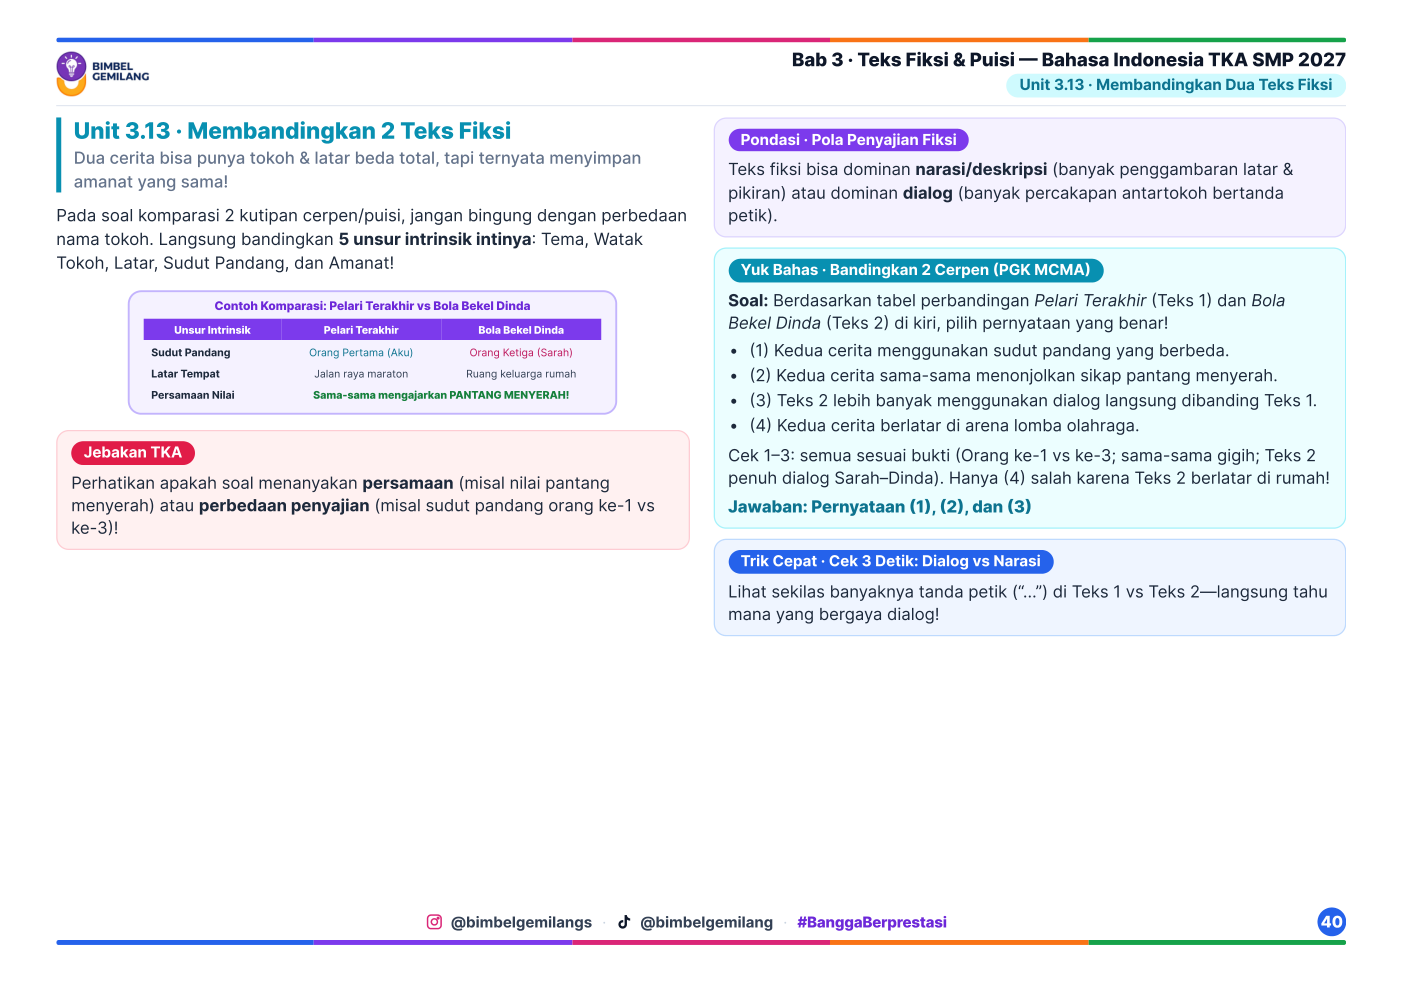 BIMBEL
GEMILANG
Bab 3 · Teks Fiksi & Puisi — Bahasa Indonesia TKA SMP 2027
Unit 3.13 · Membandingkan Dua Teks Fiksi
Unit 3.13 · Membandingkan 2 Teks Fiksi
Dua cerita bisa punya tokoh & latar beda total, tapi ternyata menyimpan
amanat yang sama!
Pada soal komparasi 2 kutipan cerpen/puisi, jangan bingung dengan perbedaan
nama tokoh. Langsung bandingkan 5 unsur intrinsik intinya: Tema, Watak
Tokoh, Latar, Sudut Pandang, dan Amanat!
Contoh Komparasi: Pelari Terakhir vs Bola Bekel Dinda
Unsur Intrinsik Pelari Terakhir Bola Bekel Dinda
Sudut Pandang Orang Pertama (Aku) Orang Ketiga (Sarah)
Latar Tempat Jalan raya maraton Ruang keluarga rumah
Persamaan Nilai Sama-sama mengajarkan PANTANG MENYERAH!
Jebakan TKA
Perhatikan apakah soal menanyakan persamaan (misal nilai pantang
menyerah) atau perbedaan penyajian (misal sudut pandang orang ke-1 vs
ke-3)!
Pondasi · Pola Penyajian Fiksi
Teks fiksi bisa dominan narasi/deskripsi (banyak penggambaran latar &
pikiran) atau dominan dialog (banyak percakapan antartokoh bertanda
petik).
Yuk Bahas · Bandingkan 2 Cerpen (PGK MCMA)
Soal: Berdasarkan tabel perbandingan Pelari Terakhir (Teks 1) dan Bola
Bekel Dinda (Teks 2) di kiri, pilih pernyataan yang benar!
• (1) Kedua cerita menggunakan sudut pandang yang berbeda.
• (2) Kedua cerita sama-sama menonjolkan sikap pantang menyerah.
• (3) Teks 2 lebih banyak menggunakan dialog langsung dibanding Teks 1.
• (4) Kedua cerita berlatar di arena lomba olahraga.
Cek 1–3: semua sesuai bukti (Orang ke-1 vs ke-3; sama-sama gigih; Teks 2
penuh dialog Sarah–Dinda). Hanya (4) salah karena Teks 2 berlatar di rumah!
Jawaban: Pernyataan (1), (2), dan (3)
Trik Cepat · Cek 3 Detik: Dialog vs Narasi
Lihat sekilas banyaknya tanda petik (“...”) di Teks 1 vs Teks 2—langsung tahu
mana yang bergaya dialog!
@bimbelgemilangs · @bimbelgemilang · #BanggaBerprestasi
40